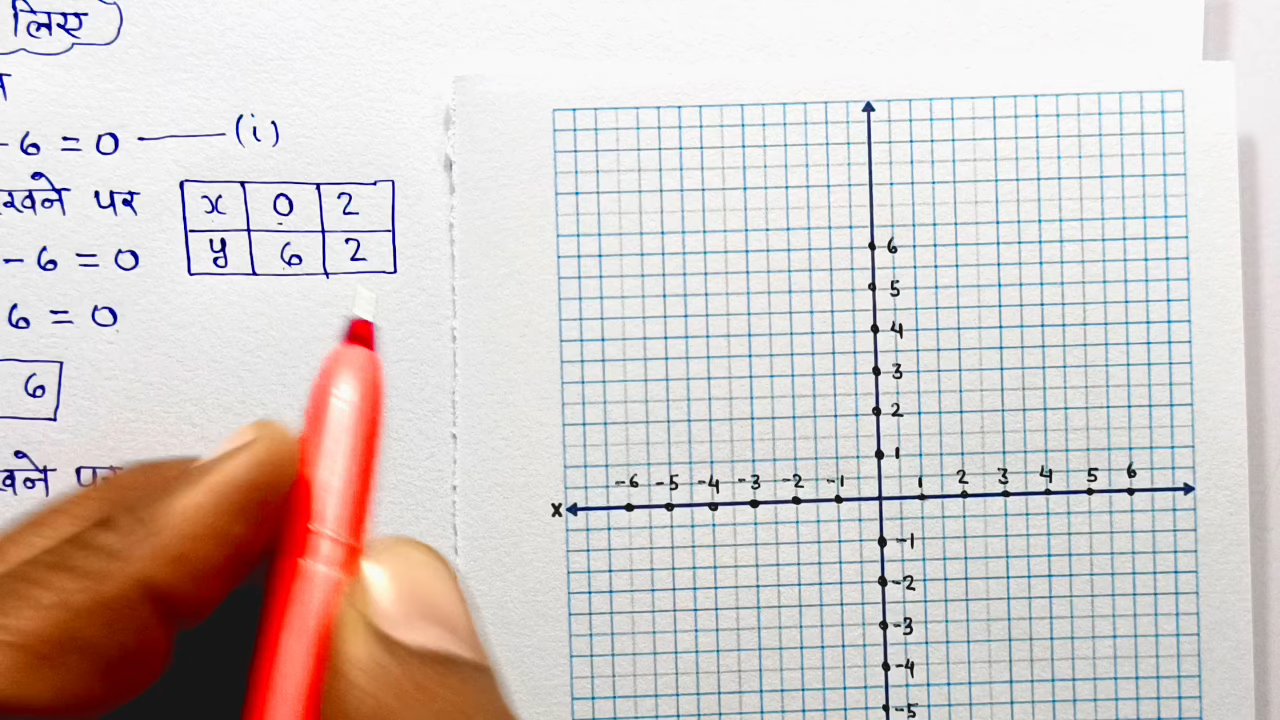 लिए
- 6 = 0 —— (i)
रखने पर
x 0 2
y 6 2
- 6 = 0
6 = 0
6
6
5
4
3
2
1
-6 -5 -4 -3 -2 -1 1 2 3 4 5 6
X
-1
-2
-3
-4
-5